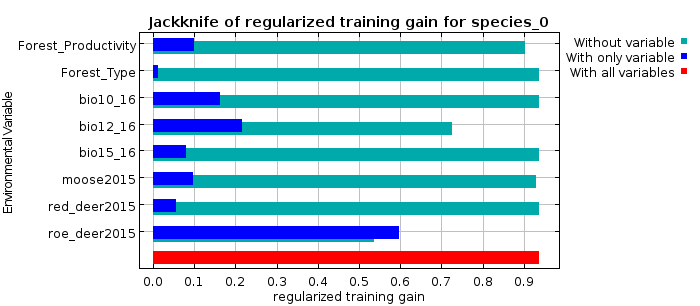 Jackknife of regularized training gain for species_0
Without variable
With only variable
With all variables
Environmental Variable
Forest_Productivity
Forest_Type
bio10_16
bio12_16
bio15_16
moose2015
red_deer2015
roe_deer2015
0.0 0.1 0.2 0.3 0.4 0.5 0.6 0.7 0.8 0.9
regularized training gain